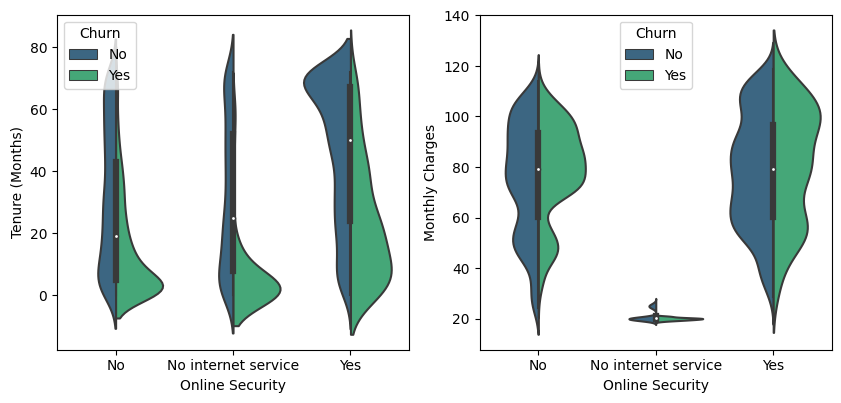 Churn
No
Yes
80
60
40
20
0
Tenure (Months)
No
No internet service
Yes
Online Security
Churn
No
Yes
140
120
100
80
60
40
20
Monthly Charges
No
No internet service
Yes
Online Security